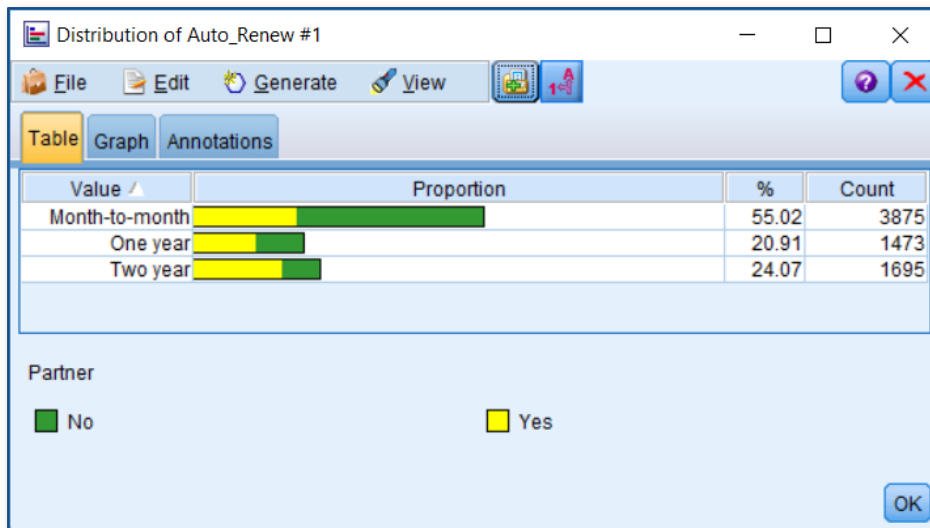 Distribution of Auto_Renew #1
File Edit Generate View
Table Graph Annotations
Value Proportion % Count
Month-to-month 55.02 3875
One year 20.91 1473
Two year 24.07 1695
Partner
No Yes
OK